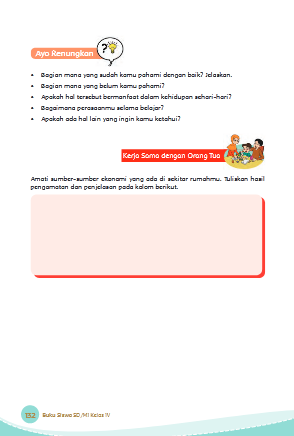 Ayo Renungkan
• Bagian mana yang sudah kamu pahami dengan baik? Jelaskan.
• Bagian mana yang belum kamu pahami?
• Apakah hal tersebut bermanfaat dalam kehidupan sehari-hari?
• Bagaimana perasaanmu selama belajar?
• Apakah ada hal lain yang ingin kamu ketahui?
Kerja Sama dengan Orang Tua
Amati sumber-sumber ekonomi yang ada di sekitar rumahmu. Tuliskan hasil
pengamatan dan penjelasan pada kolom berikut.
132 Buku Siswa SD/MI Kelas IV